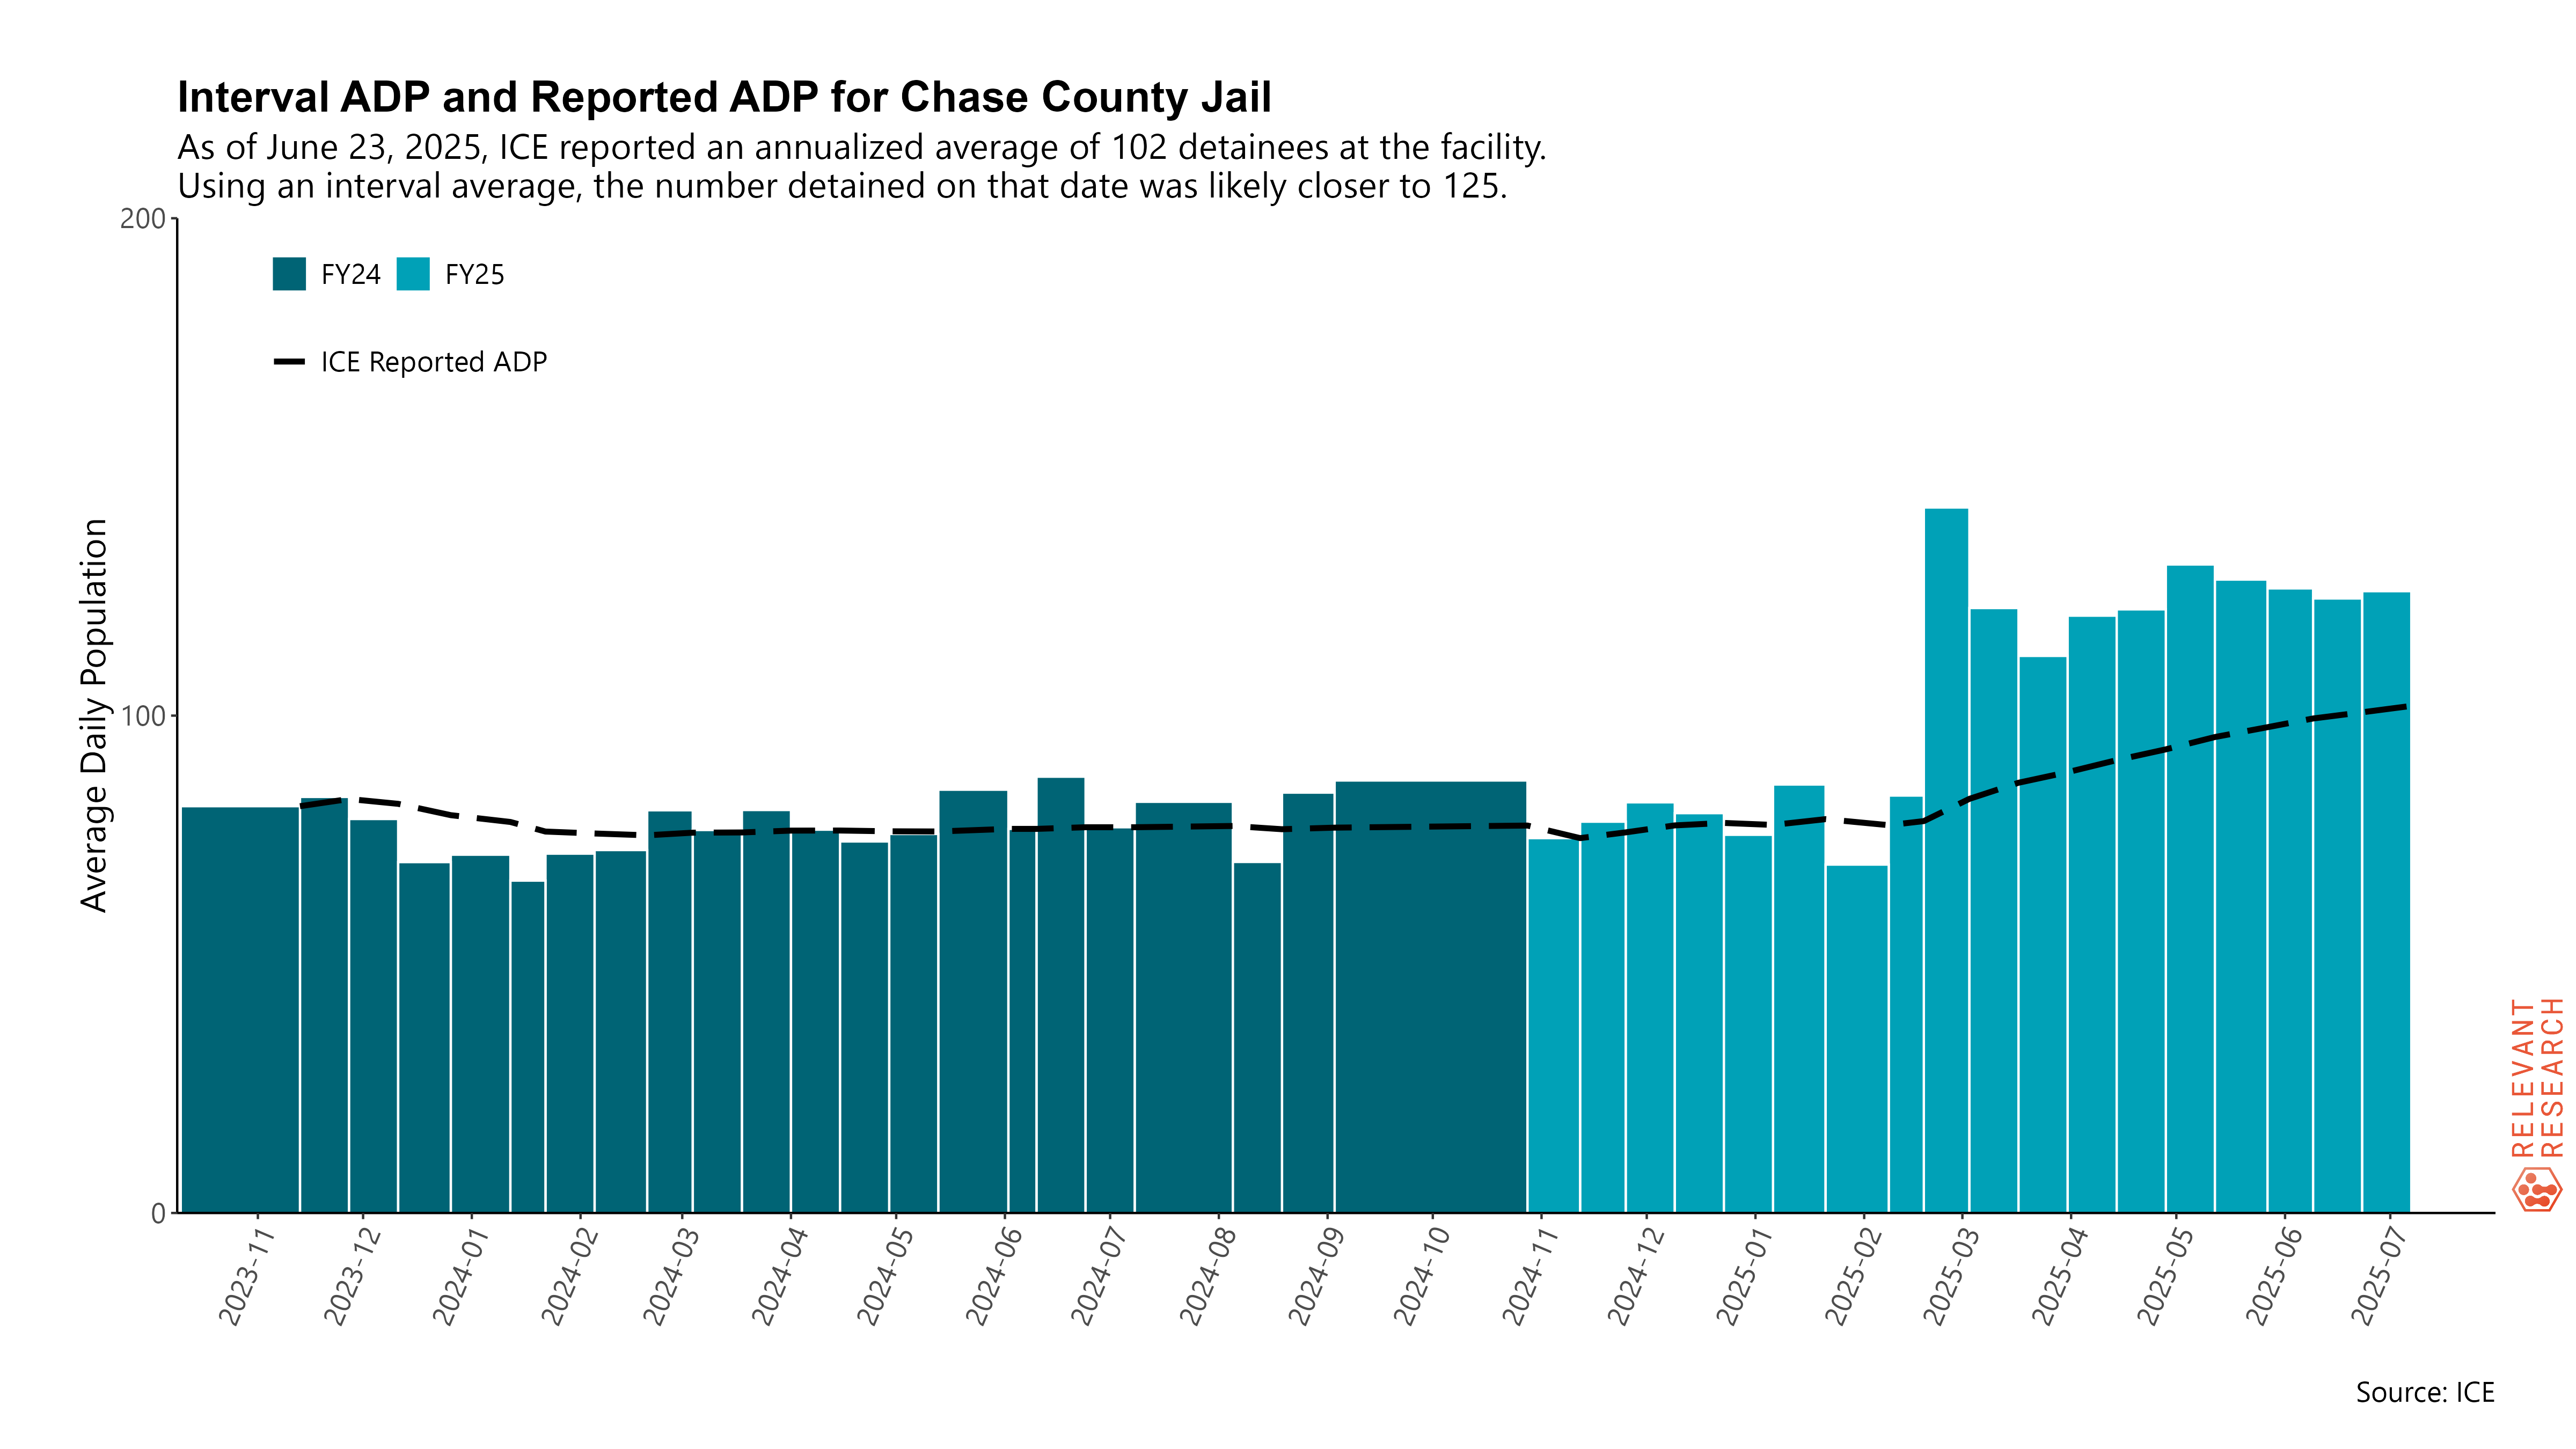 Interval ADP and Reported ADP for Chase County Jail
As of June 23, 2025, ICE reported an annualized average of 102 detainees at the facility.
Using an interval average, the number detained on that date was likely closer to 125.
200
FY24 FY25
ICE Reported ADP
Average Daily Population
100
0
2023-11 2023-12 2024-01 2024-02 2024-03 2024-04 2024-05 2024-06 2024-07 2024-08 2024-09 2024-10 2024-11 2024-12 2025-01 2025-02 2025-03 2025-04 2025-05 2025-06 2025-07
RELEVANT
RESEARCH
Source: ICE